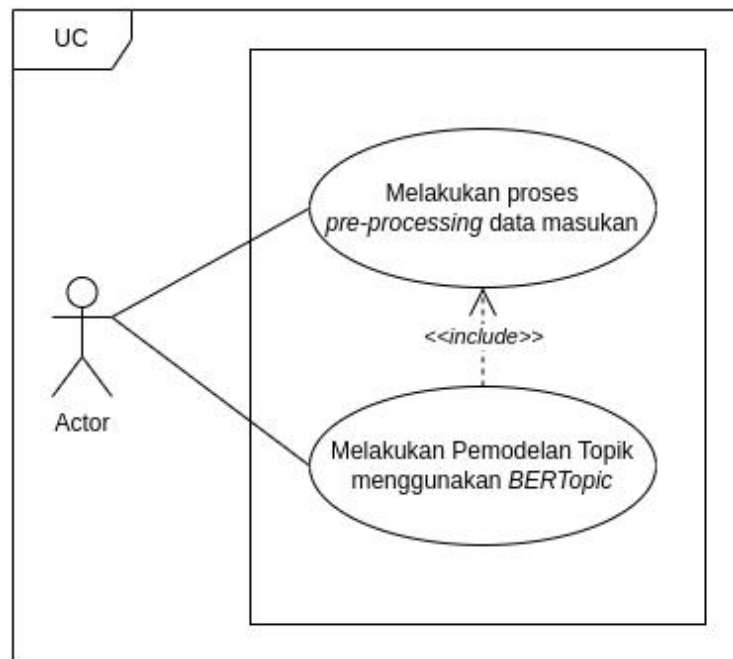 UC
Melakukan proses
pre-processing data masukan
<<include>>
Actor
Melakukan Pemodelan Topik
menggunakan BERTopic